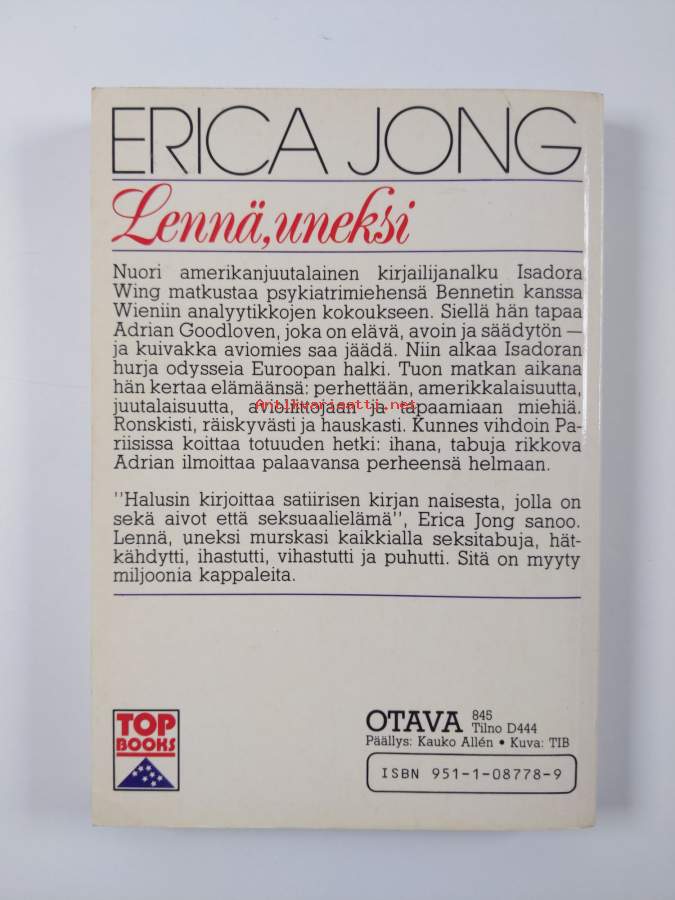 ERICA JONG
Lennä, uneksi
Nuori amerikanjuutalainen kirjailijanalku Isadora
Wing matkustaa psykiatrimiehensä Bennetin kanssa
Wieniin analyytikkojen kokoukseen. Siellä hän tapaa
Adrian Goodloven, joka on elävä, avoin ja säädytön —
ja kuivakka aviomies saa jäädä. Niin alkaa Isadoran
hurja odysseia Euroopan halki. Tuon matkan aikana
hän kertaa elämäänsä: perhettään, amerikkalaisuutta,
juutalaisuutta, avioliittojaan ja tapaamiaan miehiä.
Antikvariaatti.net
Ronskisti, räiskyvästi ja hauskasti. Kunnes vihdoin Pa-
riisissa koittaa totuuden hetki: ihana, tabuja rikkova
Adrian ilmoittaa palaavansa perheensä helmaan.
"Halusin kirjoittaa satiirisen kirjan naisesta, jolla on
sekä aivot että seksuaalielämä", Erica Jong sanoo.
Lennä, uneksi murskasi kaikkialla seksitabuja, hät-
kähdytti, ihastutti, vihastutti ja puhutti. Sitä on myyty
miljoonia kappaleita.
TOP
BOOKS
OTAVA 845
Tilno D444
Päällys: Kauko Allén • Kuva: TIB
ISBN 951-1-08778-9